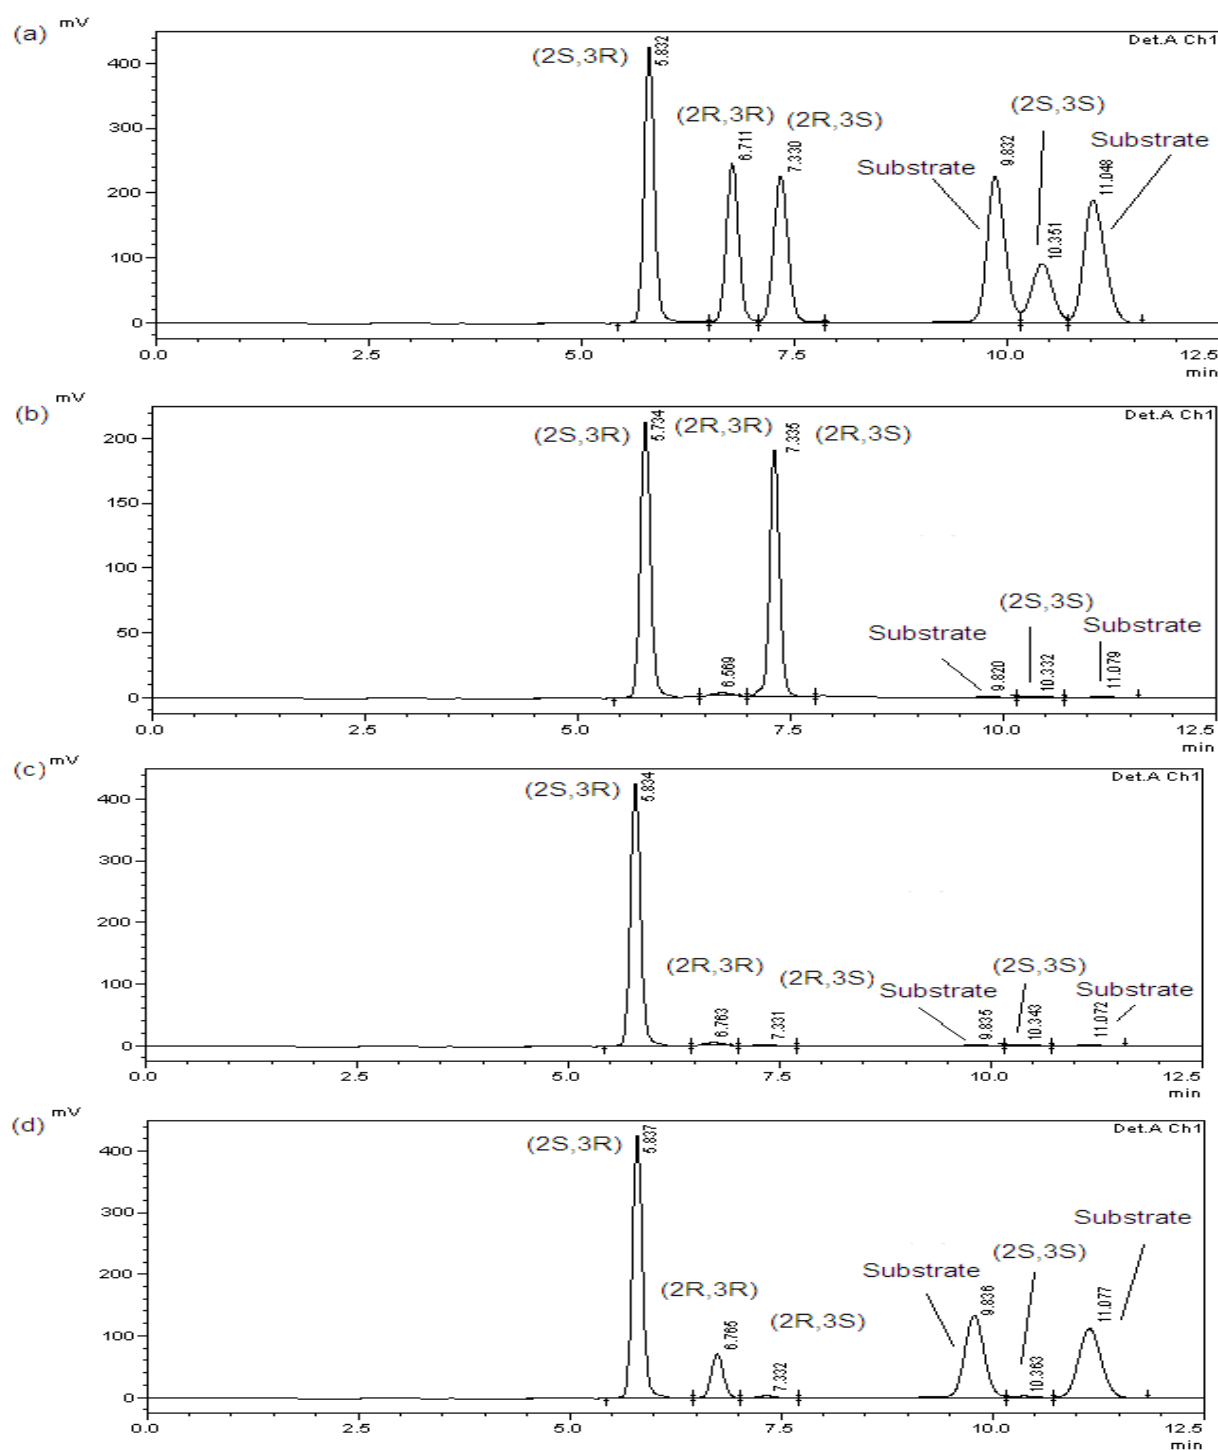 (a) mV
Det.A Ch1
(2S,3R) 5.832
(2R,3R) 6.711
(2R,3S) 7.330
Substrate 9.832
(2S,3S) 10.351
Substrate 11.048
400
300
200
100
0
0.0 2.5 5.0 7.5 10.0 12.5
min
(b) mV
Det.A Ch1
(2S,3R) 5.734
(2R,3R) 6.569
(2R,3S) 7.335
Substrate 9.820
(2S,3S) 10.332
Substrate 11.079
200
150
100
50
0
0.0 2.5 5.0 7.5 10.0 12.5
min
(c) mV
Det.A Ch1
(2S,3R) 5.834
(2R,3R) 6.763
(2R,3S) 7.331
Substrate 9.835
(2S,3S) 10.343
Substrate 11.072
400
300
200
100
0
0.0 2.5 5.0 7.5 10.0 12.5
min
(d) mV
Det.A Ch1
(2S,3R) 5.837
(2R,3R) 6.765
(2R,3S) 7.332
Substrate 9.836
(2S,3S) 10.363
Substrate 11.077
400
300
200
100
0
0.0 2.5 5.0 7.5 10.0 12.5
min